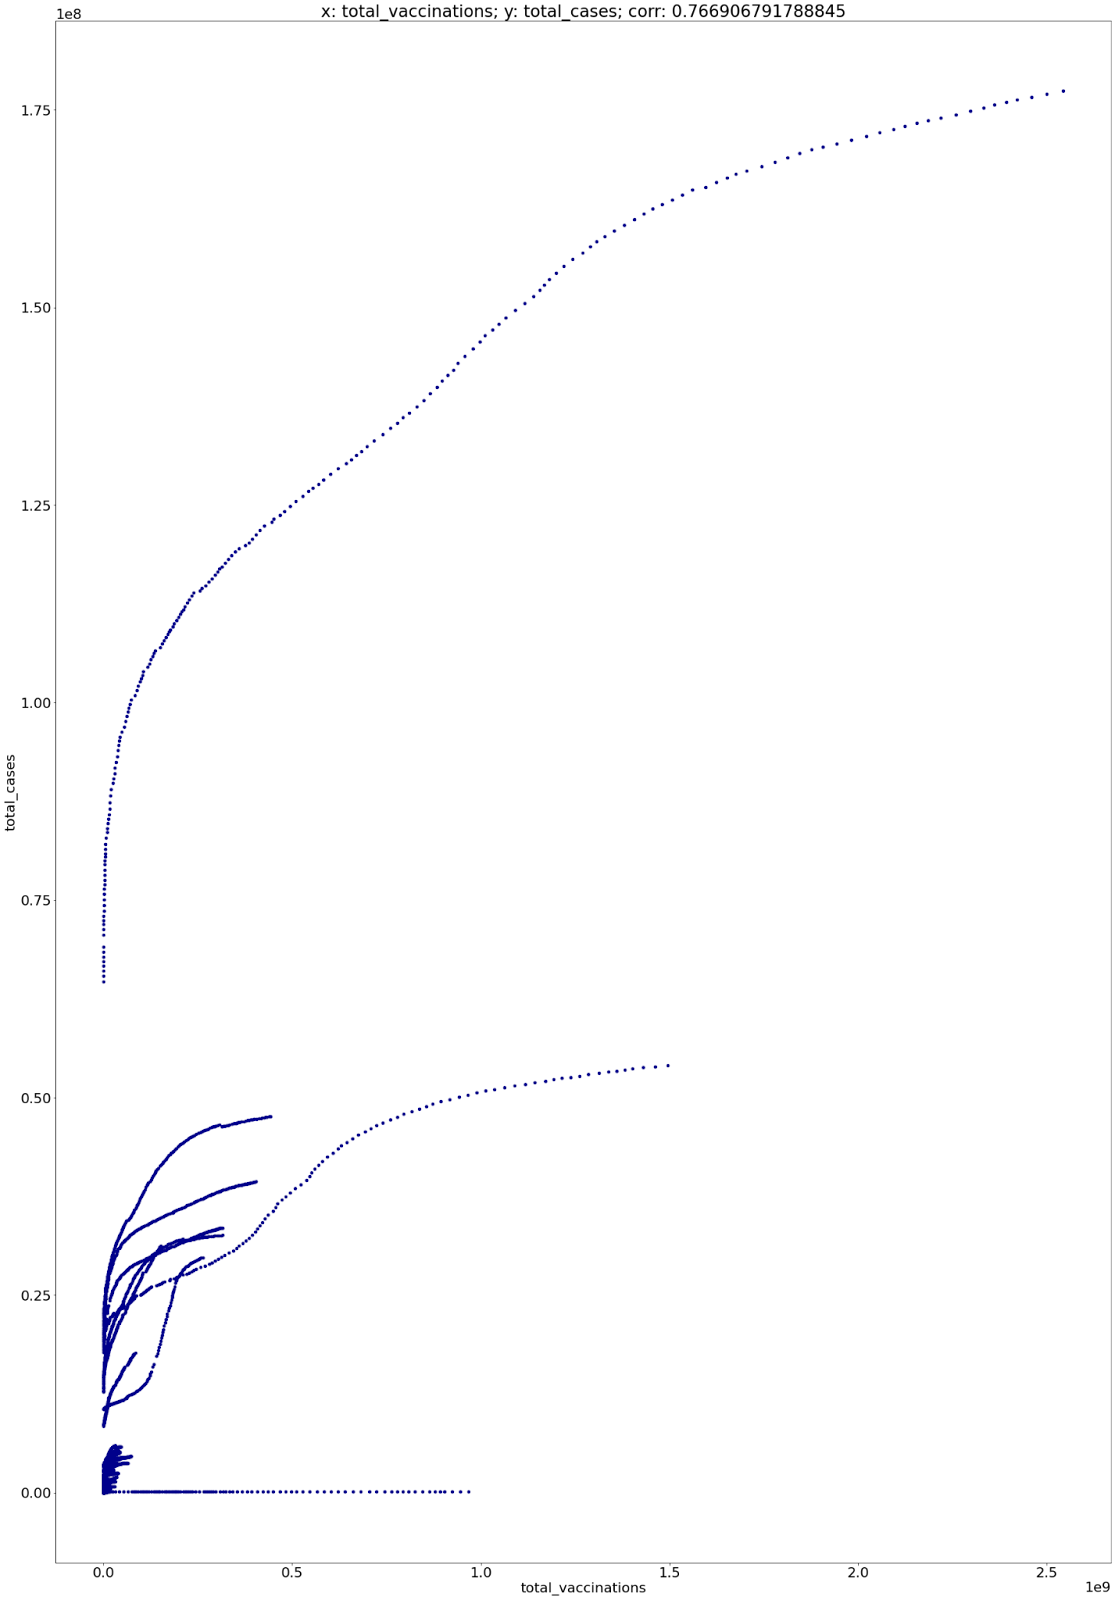 x: total_vaccinations; y: total_cases; corr: 0.766906791788845
1e8
1.75
1.50
1.25
1.00
0.75
0.50
0.25
0.00
total_cases
0.0 0.5 1.0 1.5 2.0 2.5
total_vaccinations
1e9